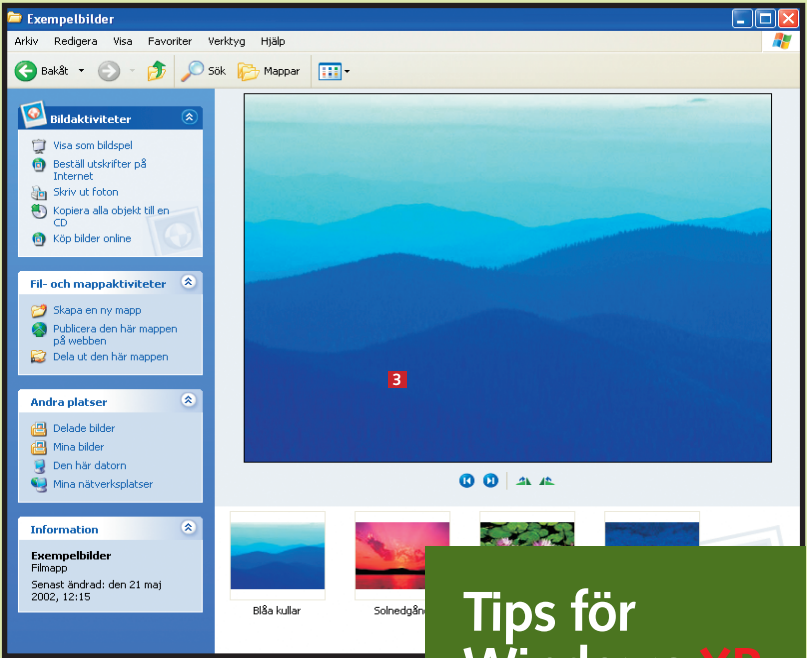 Exempelbilder
Arkiv Redigera Visa Favoriter Verktyg Hjälp
Bakåt Sök Mappar
Bildaktiviteter
Visa som bildspel
Beställ utskrifter på
Internet
Skriv ut foton
Kopiera alla objekt till en
CD
Köp bilder online
Fil- och mappaktiviteter
Skapa en ny mapp
Publicera den här mappen
på webben
Dela ut den här mappen
Andra platser
Delade bilder
Mina bilder
Den här datorn
Mina nätverksplatser
Information
Exempelbilder
Filmapp
Senast ändrad: den 21 maj
2002, 12:15
3
Blåa kullar
Solnedgång
Tips för
Windows XP